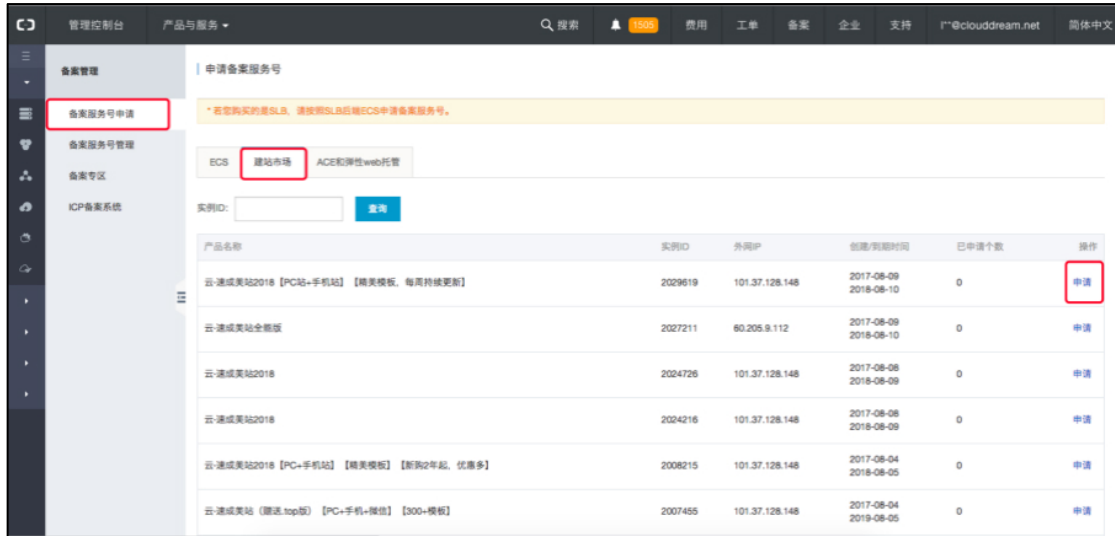 管理控制台 产品与服务 搜索 1505 费用 工单 备案 企业 支持 l**@clouddream.net 简体中文
备案管理
申请备案服务号
备案服务号申请
*若您购买的是SLB，请按照SLB后端ECS申请备案服务号。
备案服务号管理
ECS 建站市场 ACE和弹性web托管
备案专区
ICP备案系统
实例ID: 查询
产品名称 实例ID 外网IP 创建/到期时间 已申请个数 操作
云·速成美站2018【PC站+手机站】【精美模板，每周持续更新】 2029619 101.37.128.148 2017-08-09 0 申请
2018-08-10
云·速成美站全能版 2027211 60.205.9.112 2017-08-09 0 申请
2018-08-10
云·速成美站2018 2024726 101.37.128.148 2017-08-08 0 申请
2018-08-09
云·速成美站2018 2024216 101.37.128.148 2017-08-08 0 申请
2018-08-09
云·速成美站2018【PC+手机站】【精美模板】【新购2年起，优惠多】 2008215 101.37.128.148 2017-08-04 0 申请
2018-08-05
云·速成美站（赠送.top版）【PC+手机+微信】【300+模板】 2007455 101.37.128.148 2017-08-04 0 申请
2019-08-05